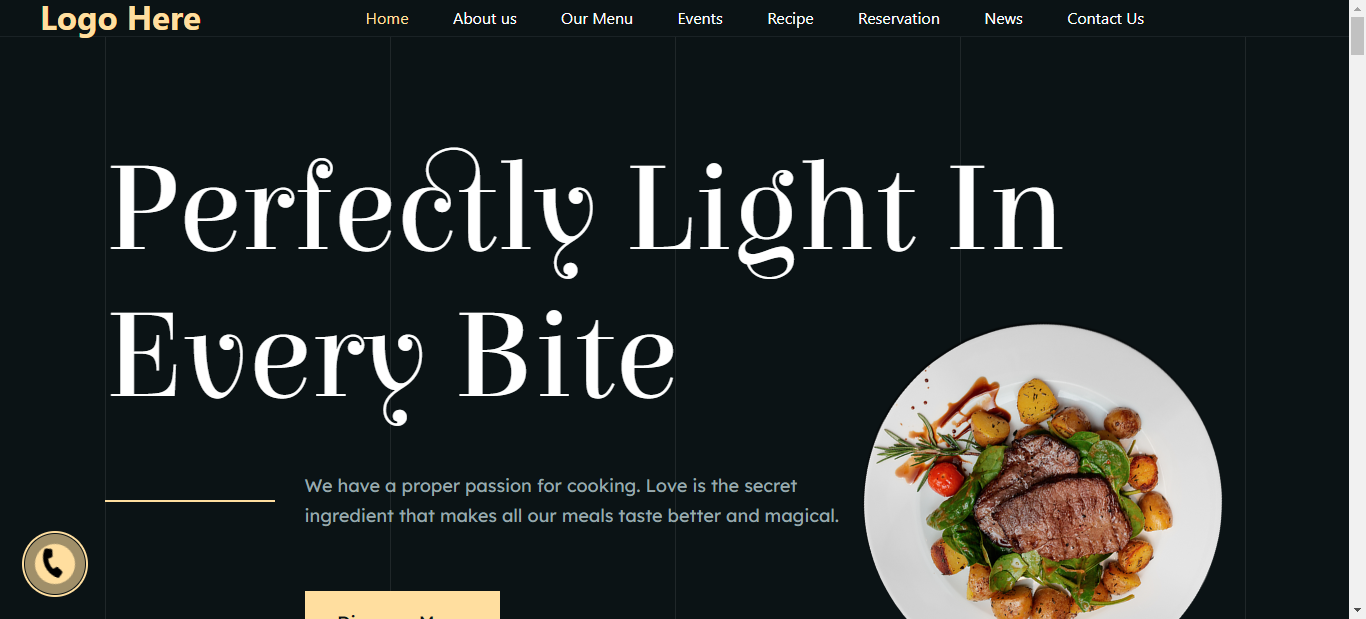 Logo Here
Home About us Our Menu Events Recipe Reservation News Contact Us
Perfectly Light In
Every Bite
We have a proper passion for cooking. Love is the secret
ingredient that makes all our meals taste better and magical.